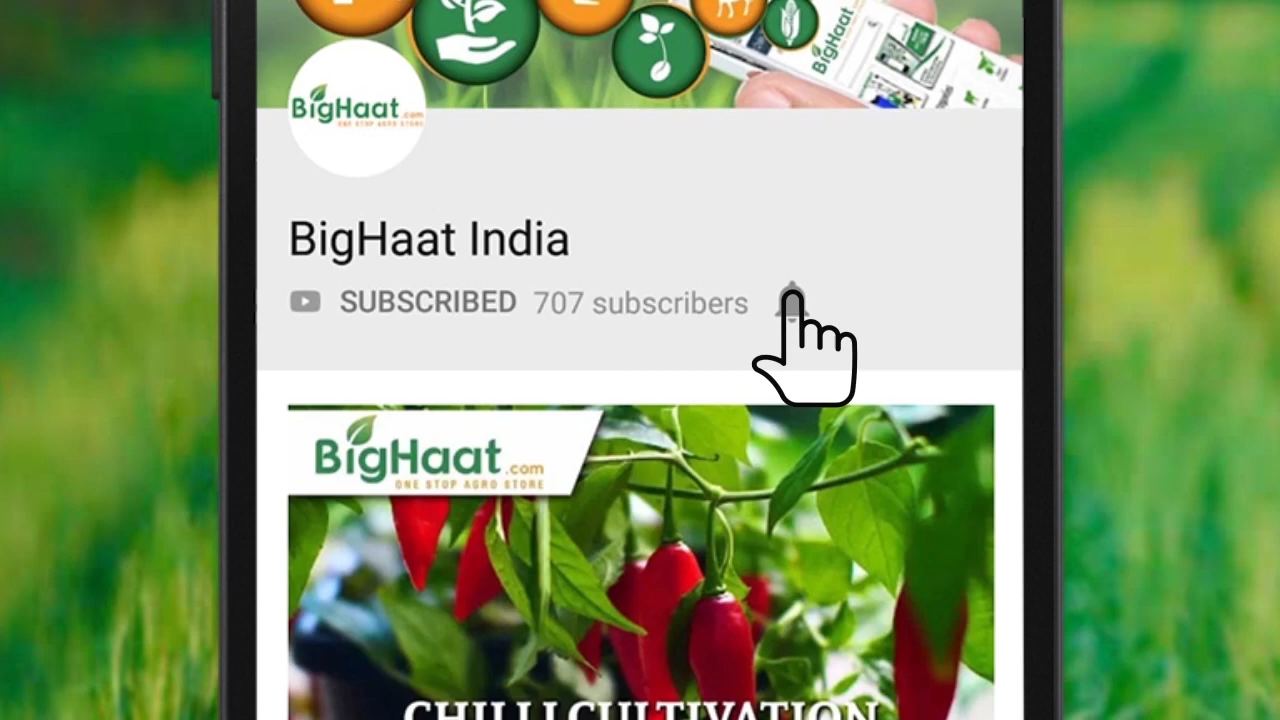 BigHaat
BigHaat.com
ONE STOP AGRO STORE
BigHaat India
SUBSCRIBED 707 subscribers
BigHaat.com
ONE STOP AGRO STORE
CHILLI CULTIVATION